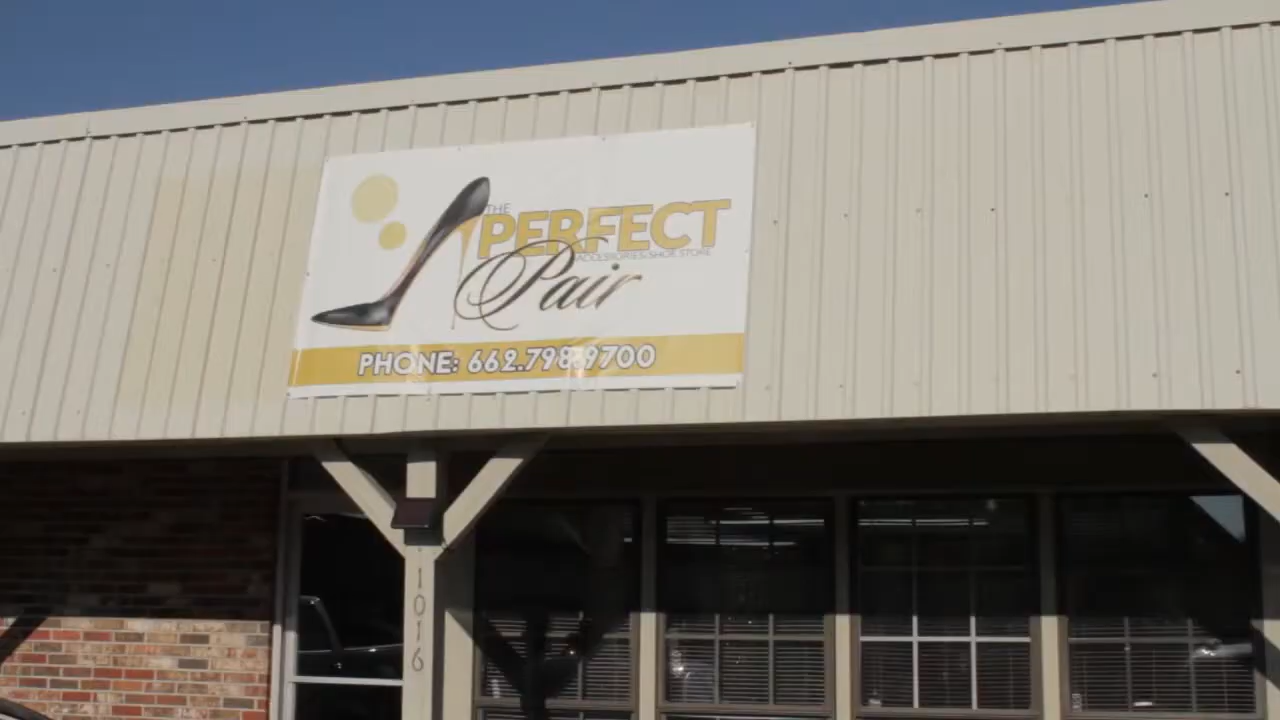 THE
PERFECT
ACCESSORIES/SHOE STORE
Pair
PHONE: 662.798.9700
1016